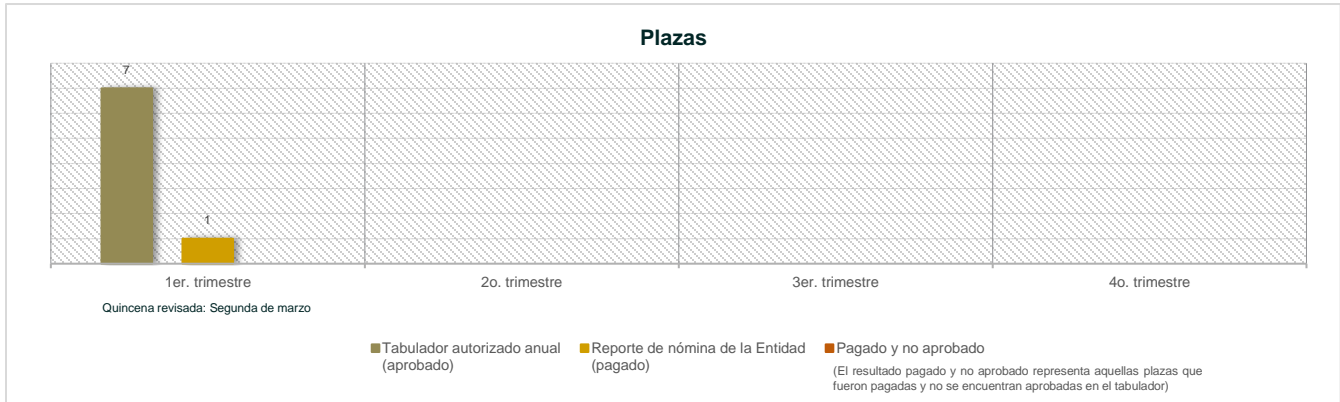 Plazas
7
1
1er. trimestre
2o. trimestre
3er. trimestre
4o. trimestre
Quincena revisada: Segunda de marzo
Tabulador autorizado anual
(aprobado)
Reporte de nómina de la Entidad
(pagado)
Pagado y no aprobado
(El resultado pagado y no aprobado representa aquellas plazas que
fueron pagadas y no se encuentran aprobadas en el tabulador)